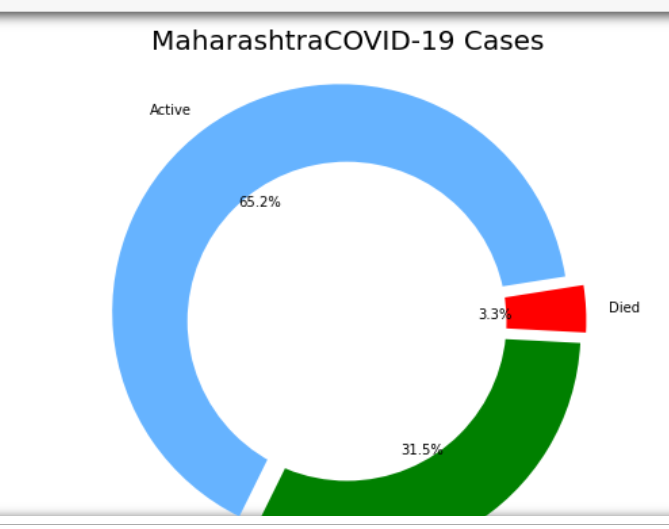 MaharashtraCOVID-19 Cases
Active
65.2%
3.3%
Died
31.5%